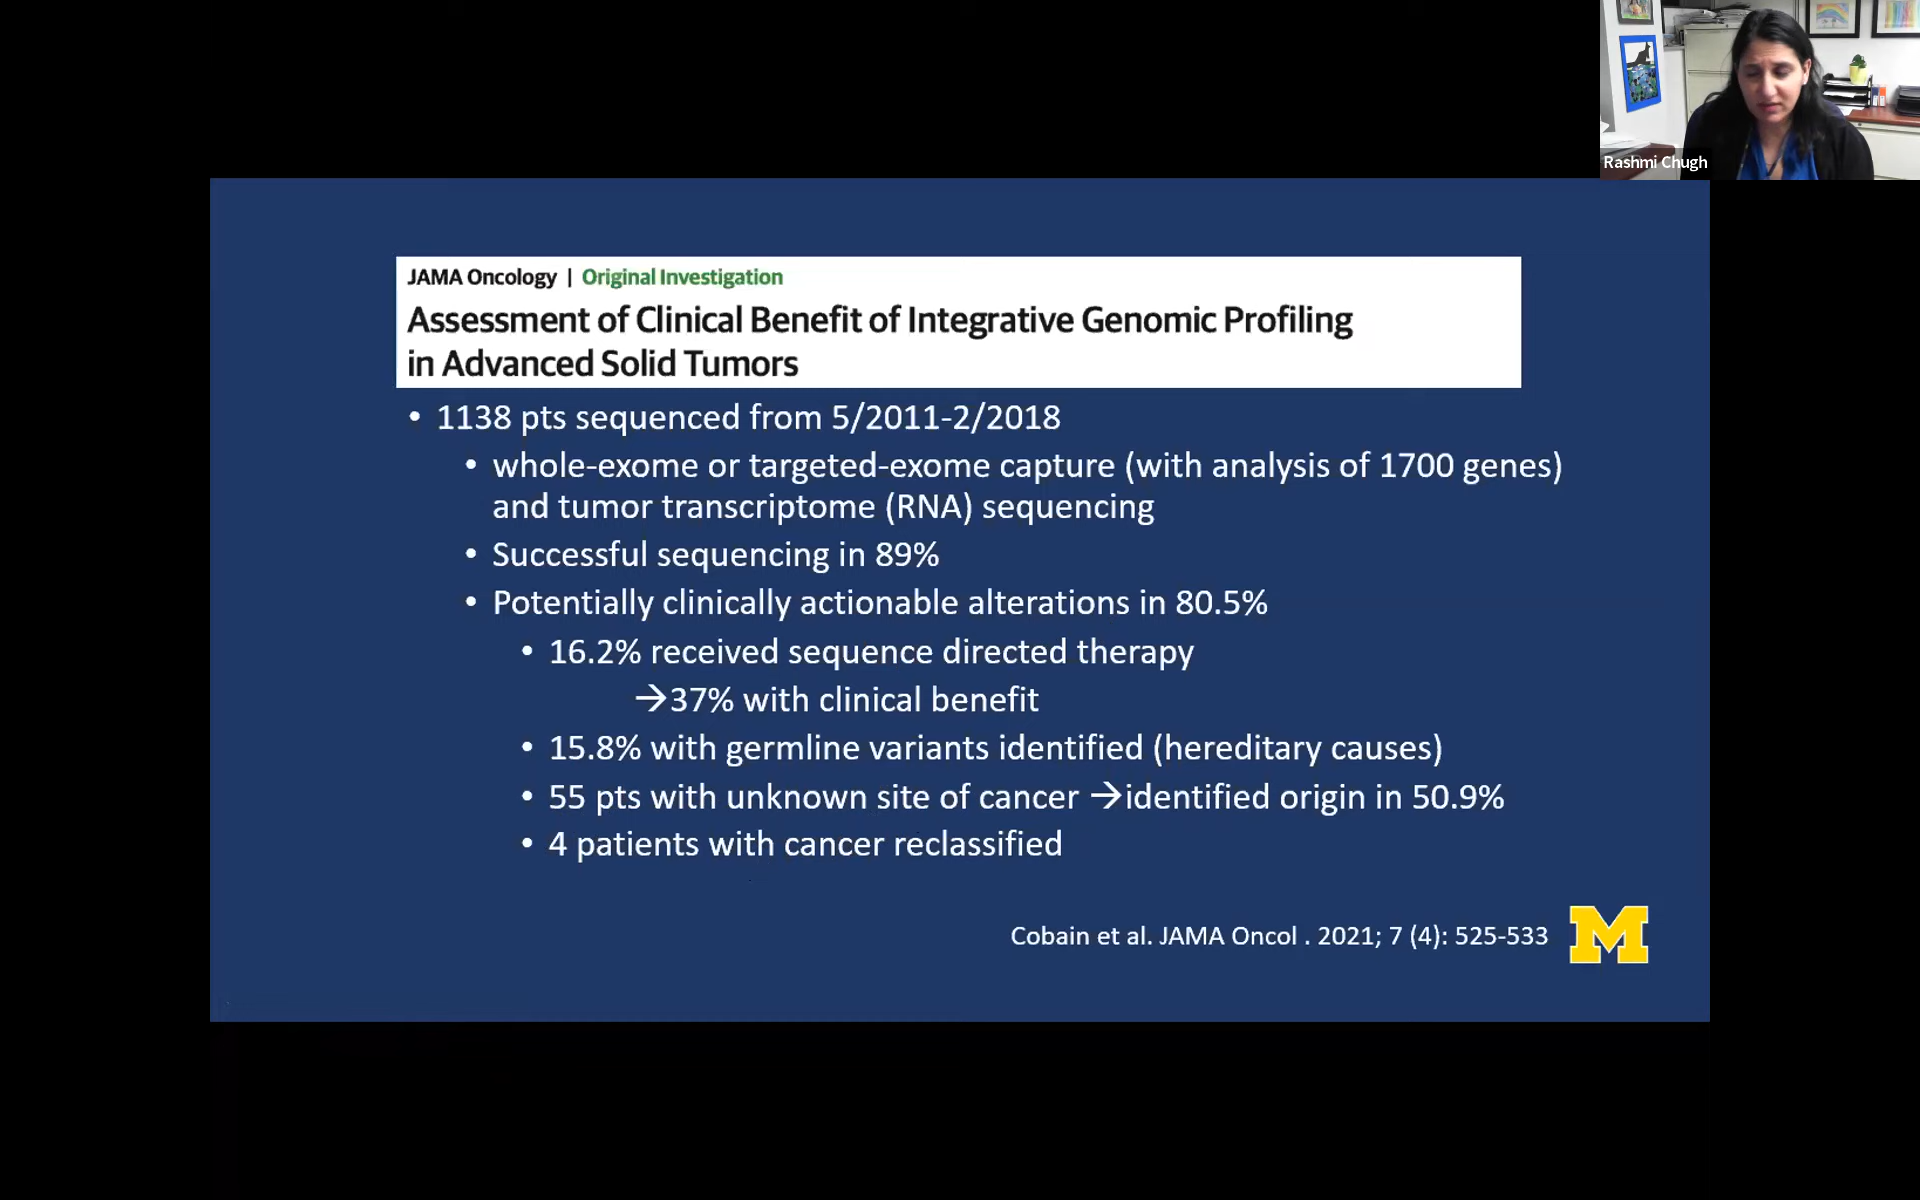 Rashmi Chugh
JAMA Oncology | Original Investigation
Assessment of Clinical Benefit of Integrative Genomic Profiling
in Advanced Solid Tumors
• 1138 pts sequenced from 5/2011-2/2018
• whole-exome or targeted-exome capture (with analysis of 1700 genes)
and tumor transcriptome (RNA) sequencing
• Successful sequencing in 89%
• Potentially clinically actionable alterations in 80.5%
• 16.2% received sequence directed therapy
→37% with clinical benefit
• 15.8% with germline variants identified (hereditary causes)
• 55 pts with unknown site of cancer →identified origin in 50.9%
• 4 patients with cancer reclassified
Cobain et al. JAMA Oncol . 2021; 7 (4): 525-533
M